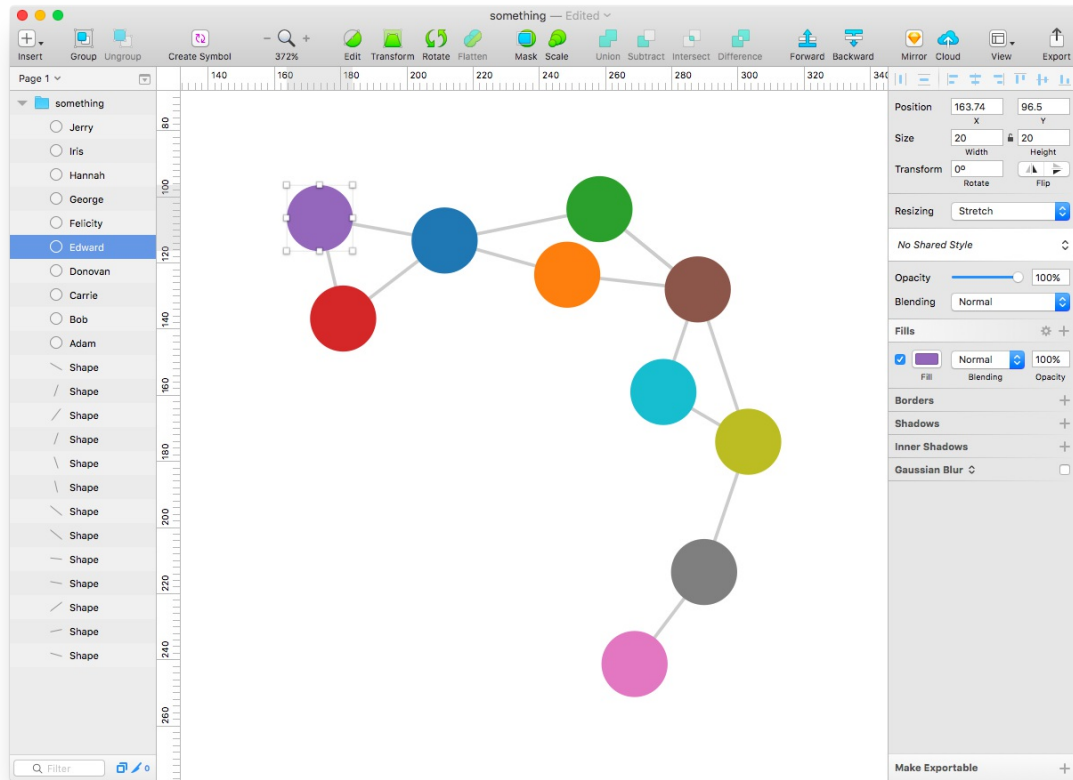 something — Edited
Insert Group Ungroup Create Symbol 372% Edit Transform Rotate Flatten Mask Scale Union Subtract Intersect Difference Forward Backward Mirror Cloud View Export
Page 1
140 160 180 200 220 240 260 280 300 320 340
80
100
120
140
160
180
200
220
240
260
something
Jerry
Iris
Hannah
George
Felicity
Edward
Donovan
Carrie
Bob
Adam
Shape
Shape
Shape
Shape
Shape
Shape
Shape
Shape
Shape
Shape
Shape
Shape
Shape
Filter 0
Position 163.74 96.5
X Y
Size 20 20
Width Height
Transform 0º
Rotate Flip
Resizing Stretch
No Shared Style
Opacity 100%
Blending Normal
Fills
Normal 100%
Fill Blending Opacity
Borders
Shadows
Inner Shadows
Gaussian Blur
Make Exportable